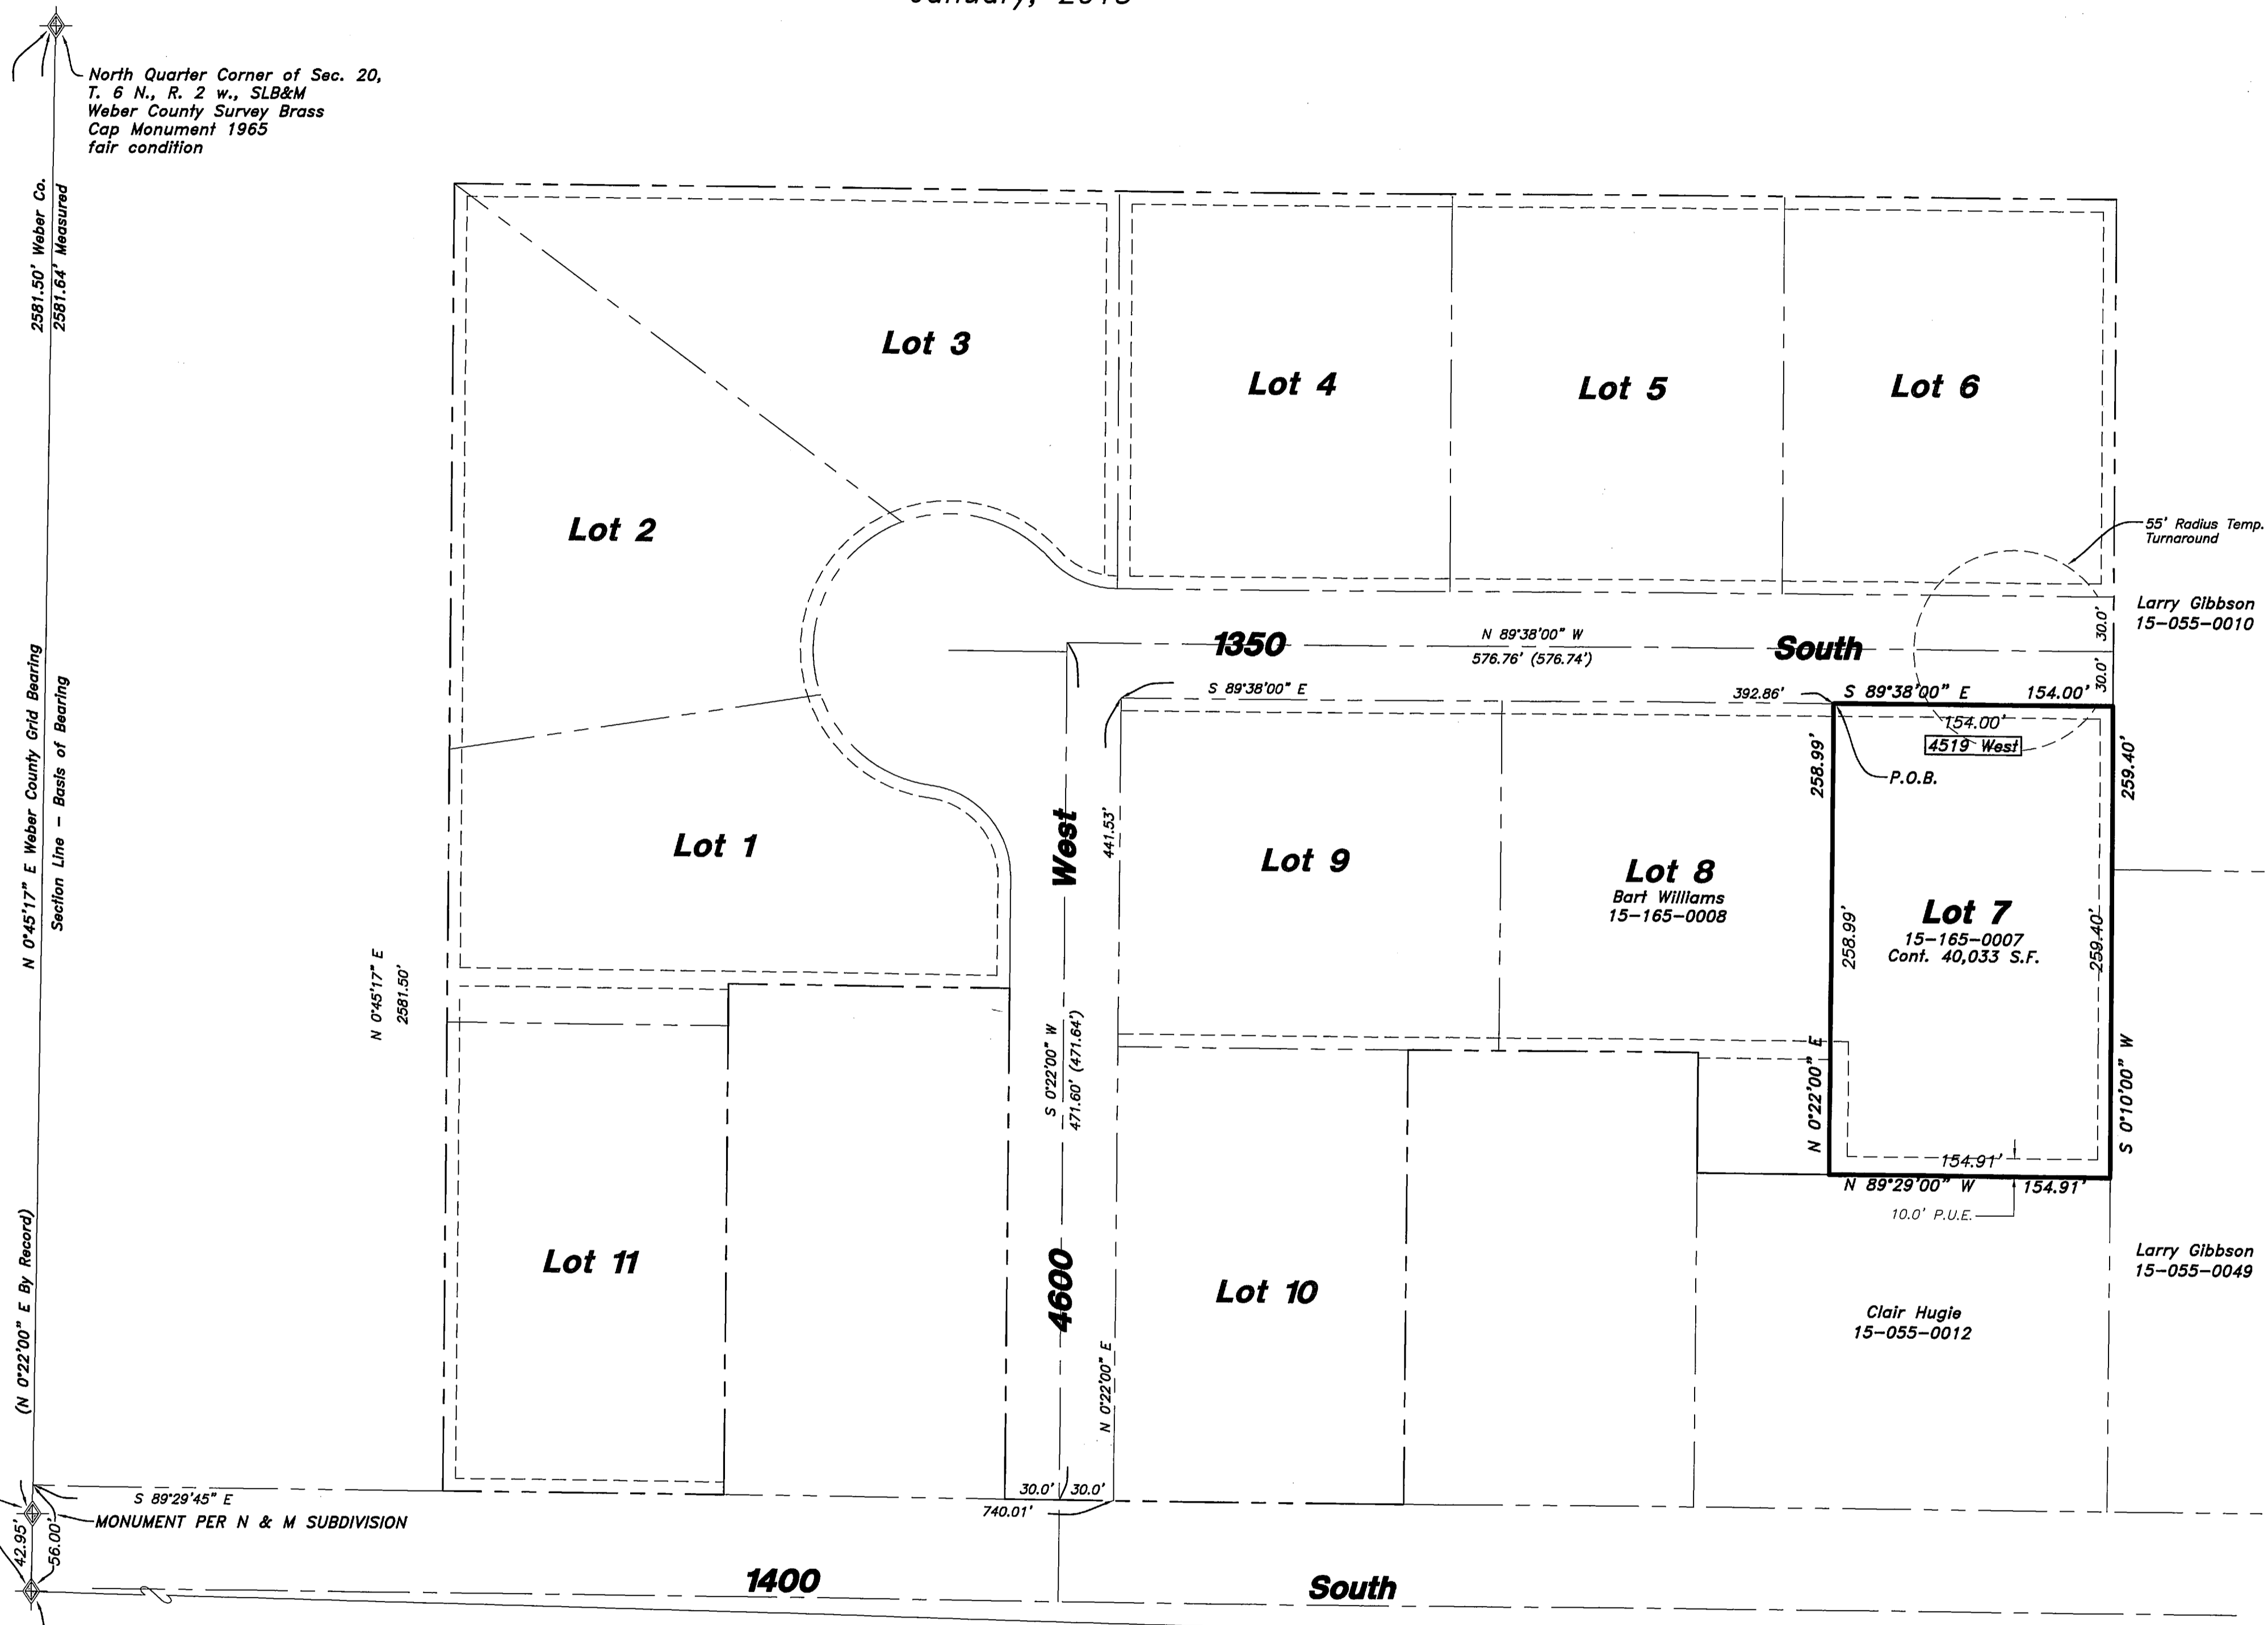 North Quarter Corner of Sec. 20,
T. 6 N., R. 2 w., SLB&M
Weber County Survey Brass
Cap Monument 1965
fair condition
2581.50' Weber Co.
2581.64' Measured
N 0°45'17" E Weber County Grid Bearing
Section Line - Basis of Bearing
(N 0°22'00" E By Record)
N 0°45'17" E
2581.50'
Lot 3
Lot 4
Lot 5
Lot 6
Lot 2
55' Radius Temp.
Turnaround
Larry Gibbson
15-055-0010
30.0'
30.0'
1350 South
N 89°38'00" W
576.76' (576.74')
S 89°38'00" E
392.86'
S 89°38'00" E 154.00'
154.00'
4519 West
P.O.B.
258.99'
259.40'
Lot 1
West
441.53'
Lot 9
Lot 8
Bart Williams
15-165-0008
Lot 7
15-165-0007
Cont. 40,033 S.F.
258.99'
259.40'
S 0°22'00" W
471.60' (471.64')
N 0°22'00" E
S 0°10'00" W
154.91'
N 89°29'00" W 154.91'
10.0' P.U.E.
Lot 11
4600
Lot 10
N 0°22'00" E
Larry Gibbson
15-055-0049
Clair Hugie
15-055-0012
30.0' 30.0'
740.01'
S 89°29'45" E
MONUMENT PER N & M SUBDIVISION
42.95'
56.00'
1400 South